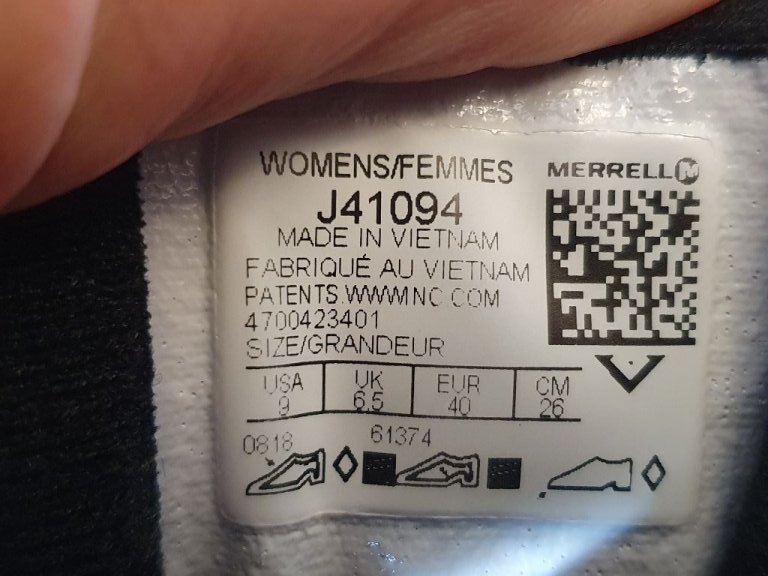 WOMENS/FEMMES
MERRELL
J41094
MADE IN VIETNAM
FABRIQUÉ AU VIETNAM
PATENTS.WWWINC.COM
4700423401
SIZE/GRANDEUR
USA UK EUR CM
9 6.5 40 26
0818 61374